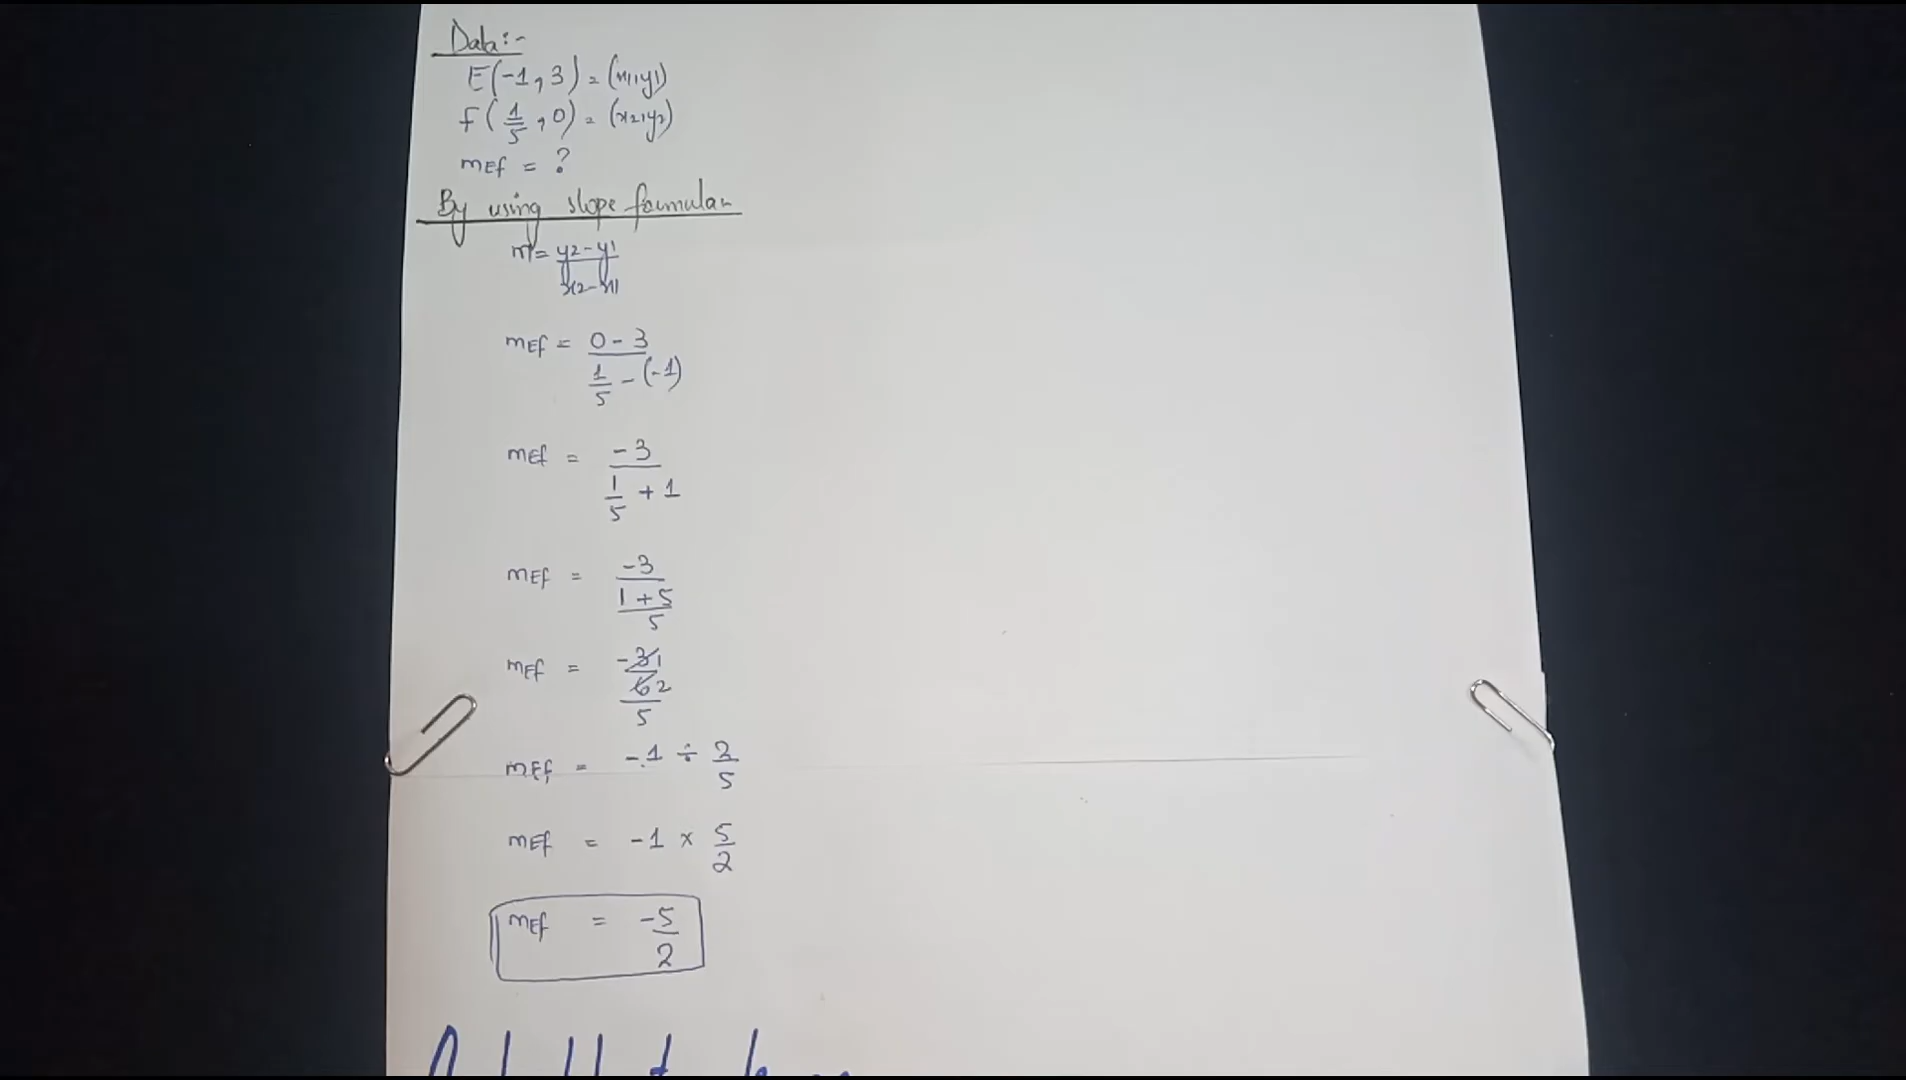 Data:-
E(-1, 3) = (x1, y1)
f(1/5, 0) = (x2, y2)
mEf = ?
By using slope formula:-
m = y2 - y1 / x2 - x1
mEf = 0 - 3 / 1/5 - (-1)
mEf = -3 / 1/5 + 1
mEf = -3 / 1 + 5 / 5
mEf = -3 1 / 6 2 / 5
mEf = -1 ÷ 2/5
mEf = -1 × 5/2
mEf = -5/2